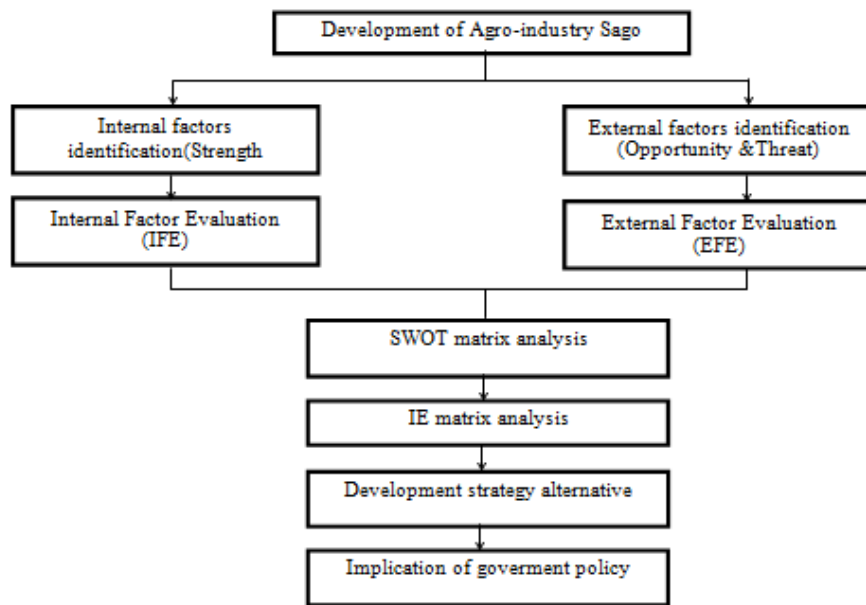 Development of Agro-industry Sago
Internal factors
identification(Strength
External factors identification
(Opportunity &Threat)
Internal Factor Evaluation
(IFE)
External Factor Evaluation
(EFE)
SWOT matrix analysis
IE matrix analysis
Development strategy alternative
Implication of goverment policy